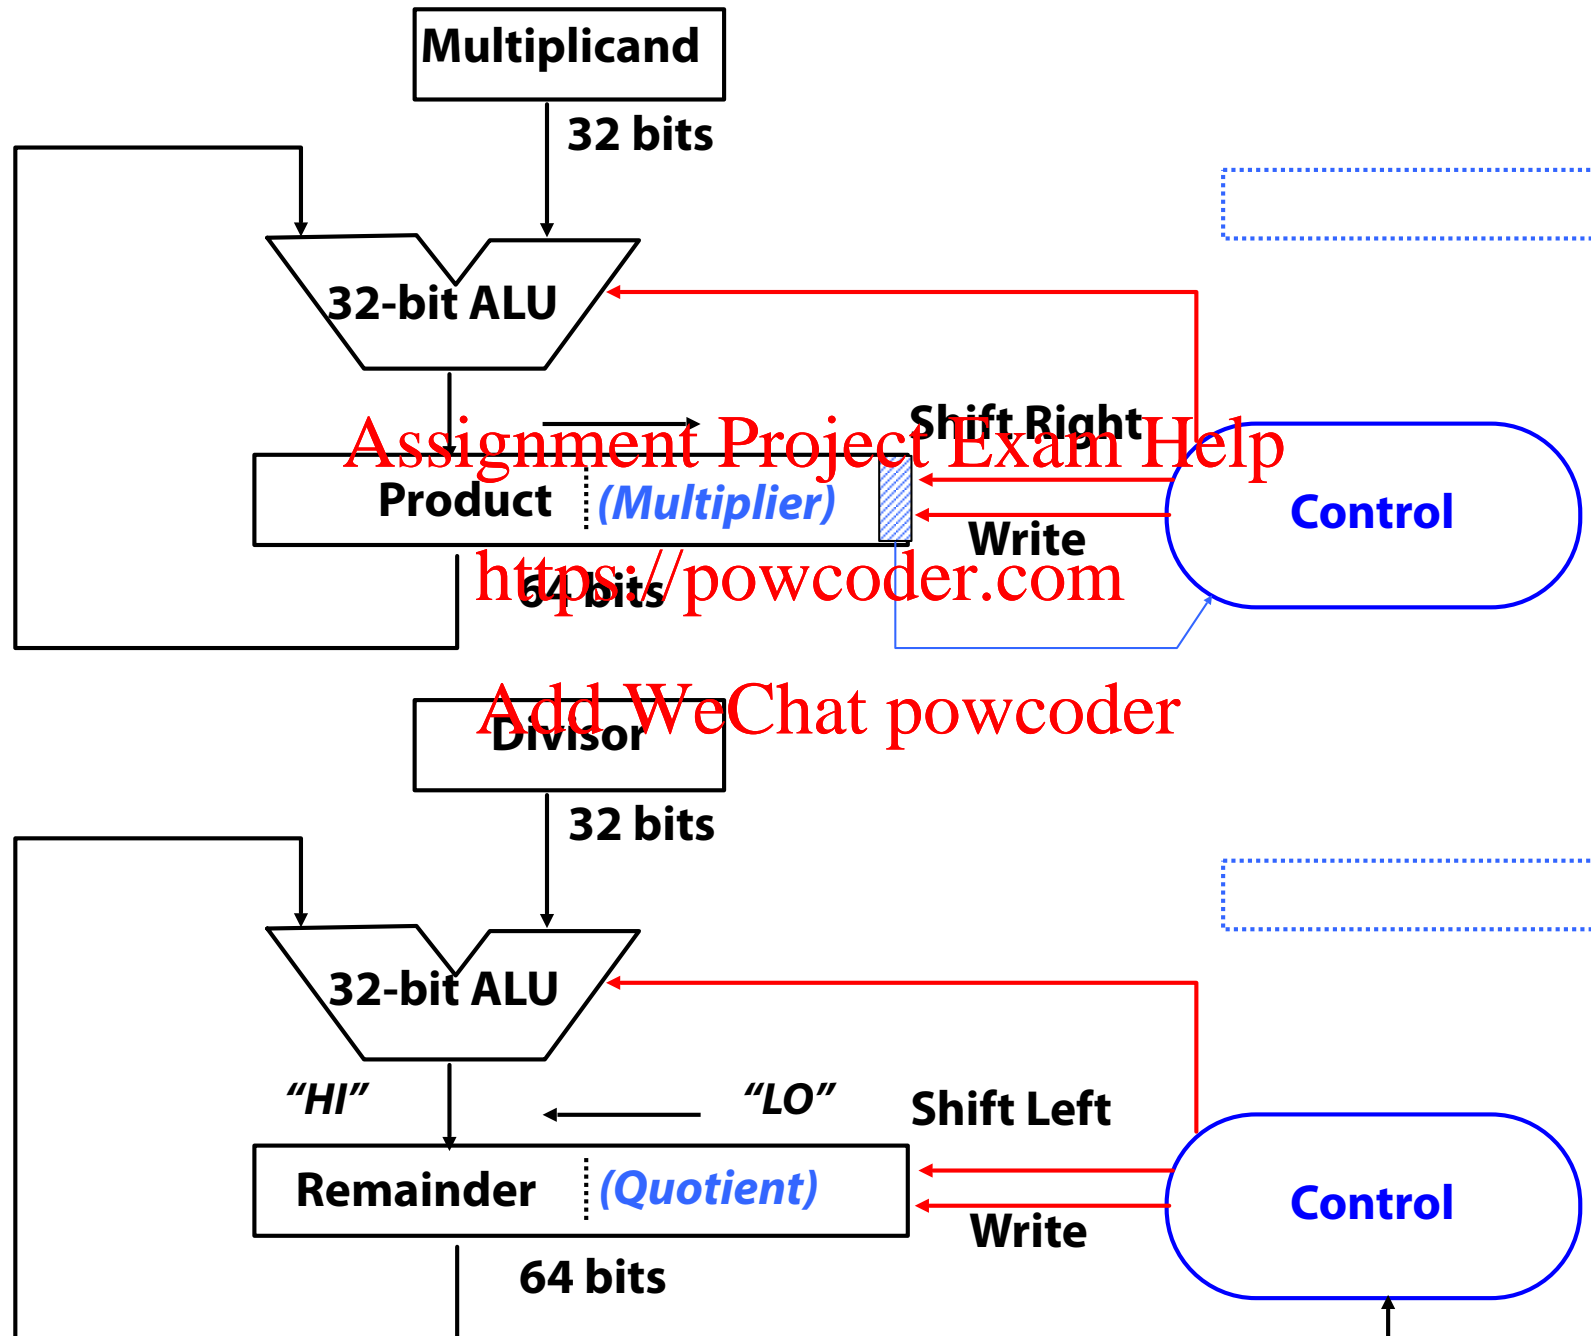 Multiplicand
32 bits
32-bit ALU
Shift Right
Assignment Project Exam Help
Product (Multiplier)
Control
Write
https://powcoder.com
64 bits
Add WeChat powcoder
Divisor
32 bits
32-bit ALU
“HI” “LO”
Shift Left
Remainder (Quotient)
Control
Write
64 bits